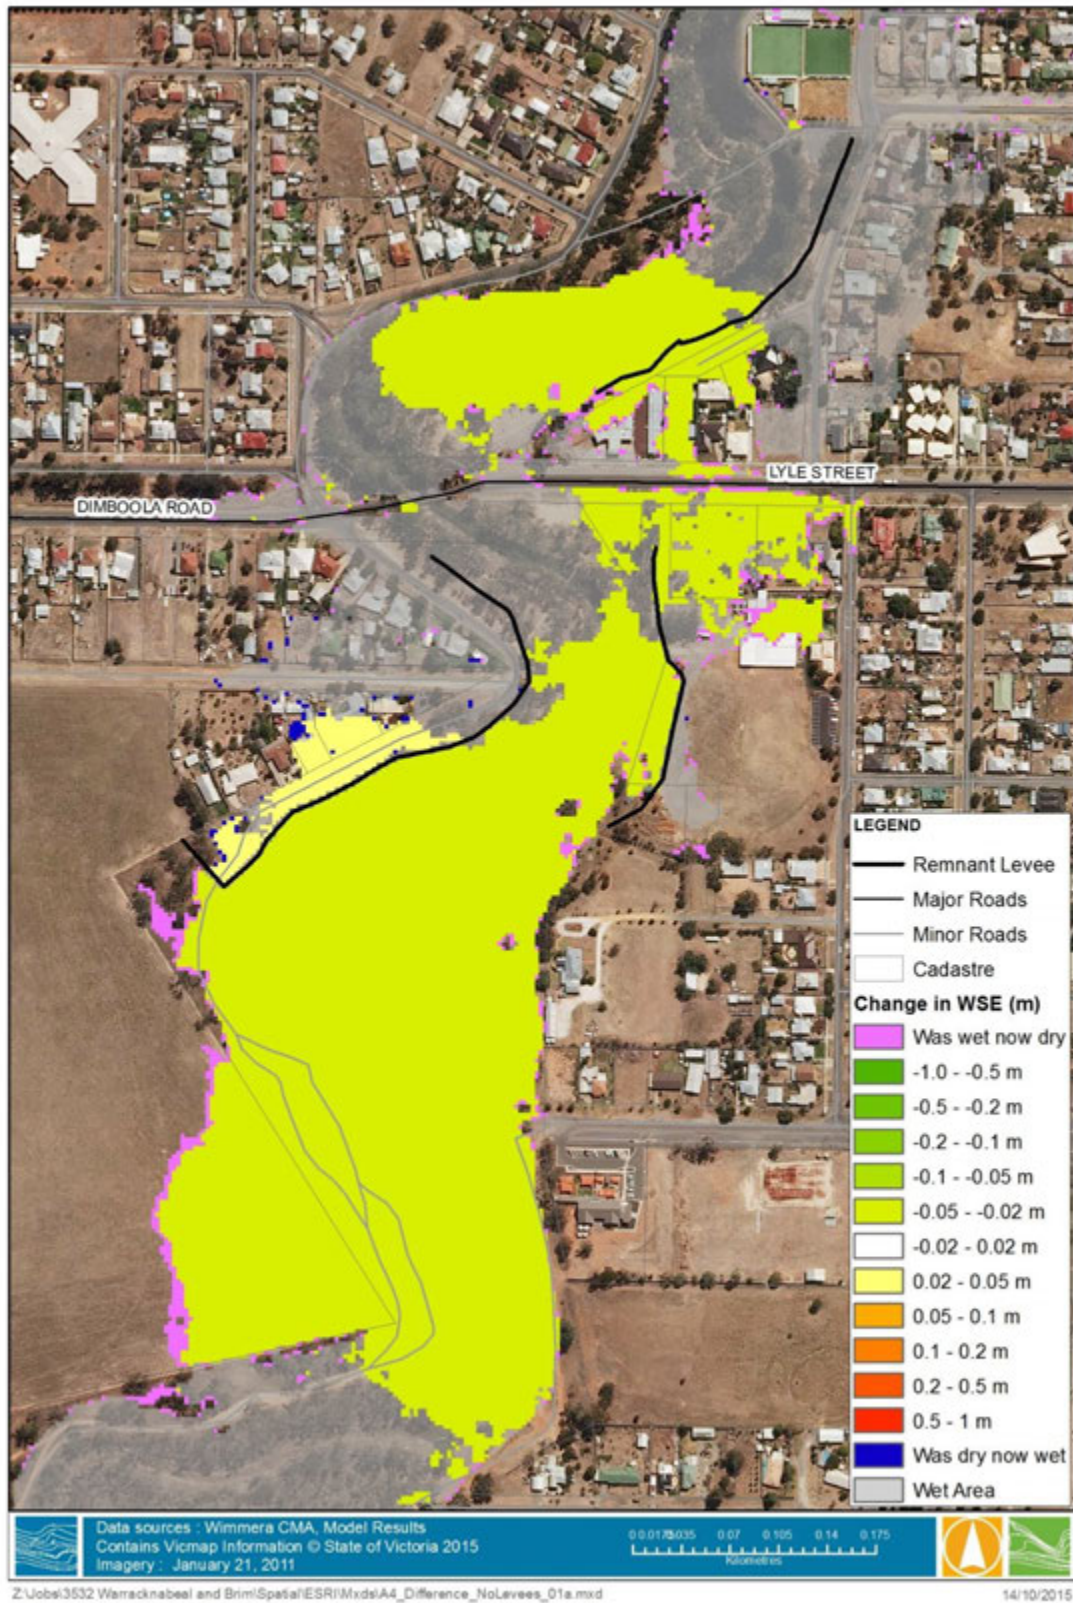 LYLE STREET
DIMBOOLA ROAD
LEGEND
Remnant Levee
Major Roads
Minor Roads
Cadastre
Change in WSE (m)
Was wet now dry
-1.0 - -0.5 m
-0.5 - -0.2 m
-0.2 - -0.1 m
-0.1 - -0.05 m
-0.05 - -0.02 m
-0.02 - 0.02 m
0.02 - 0.05 m
0.05 - 0.1 m
0.1 - 0.2 m
0.2 - 0.5 m
0.5 - 1 m
Was dry now wet
Wet Area
Data sources : Wimmera CMA, Model Results
Contains Vicmap Information © State of Victoria 2015
Imagery : January 21, 2011
0 0.0175 0.035 0.07 0.105 0.14 0.175
Kilometres
Z:\Jobs\3532 Warracknabeal and Brim\Spatial\ESRI\Mxds\A4_Difference_NoLevees_01a.mxd
14/10/2015